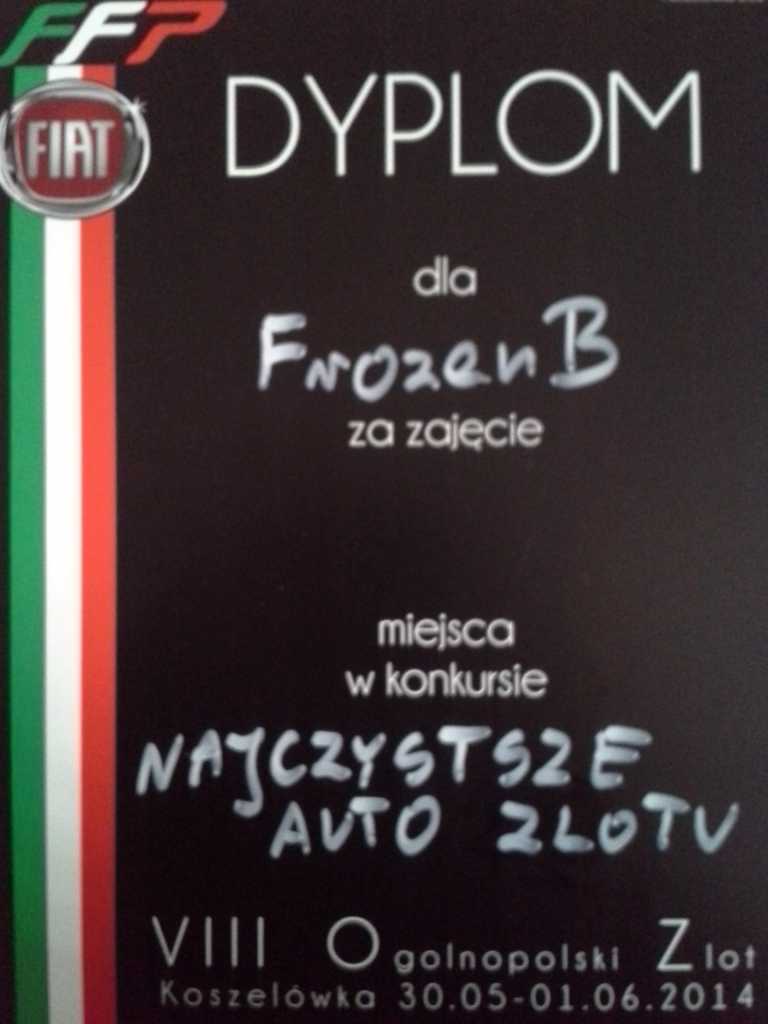 FFP
FIAT
DYPLOM
dla
FrozenB
za zajęcie
miejsca
w konkursie
NAJCZYSTSZE
AUTO ZLOTU
VIII Ogolnopolski Zlot
Koszelówka 30.05-01.06.2014